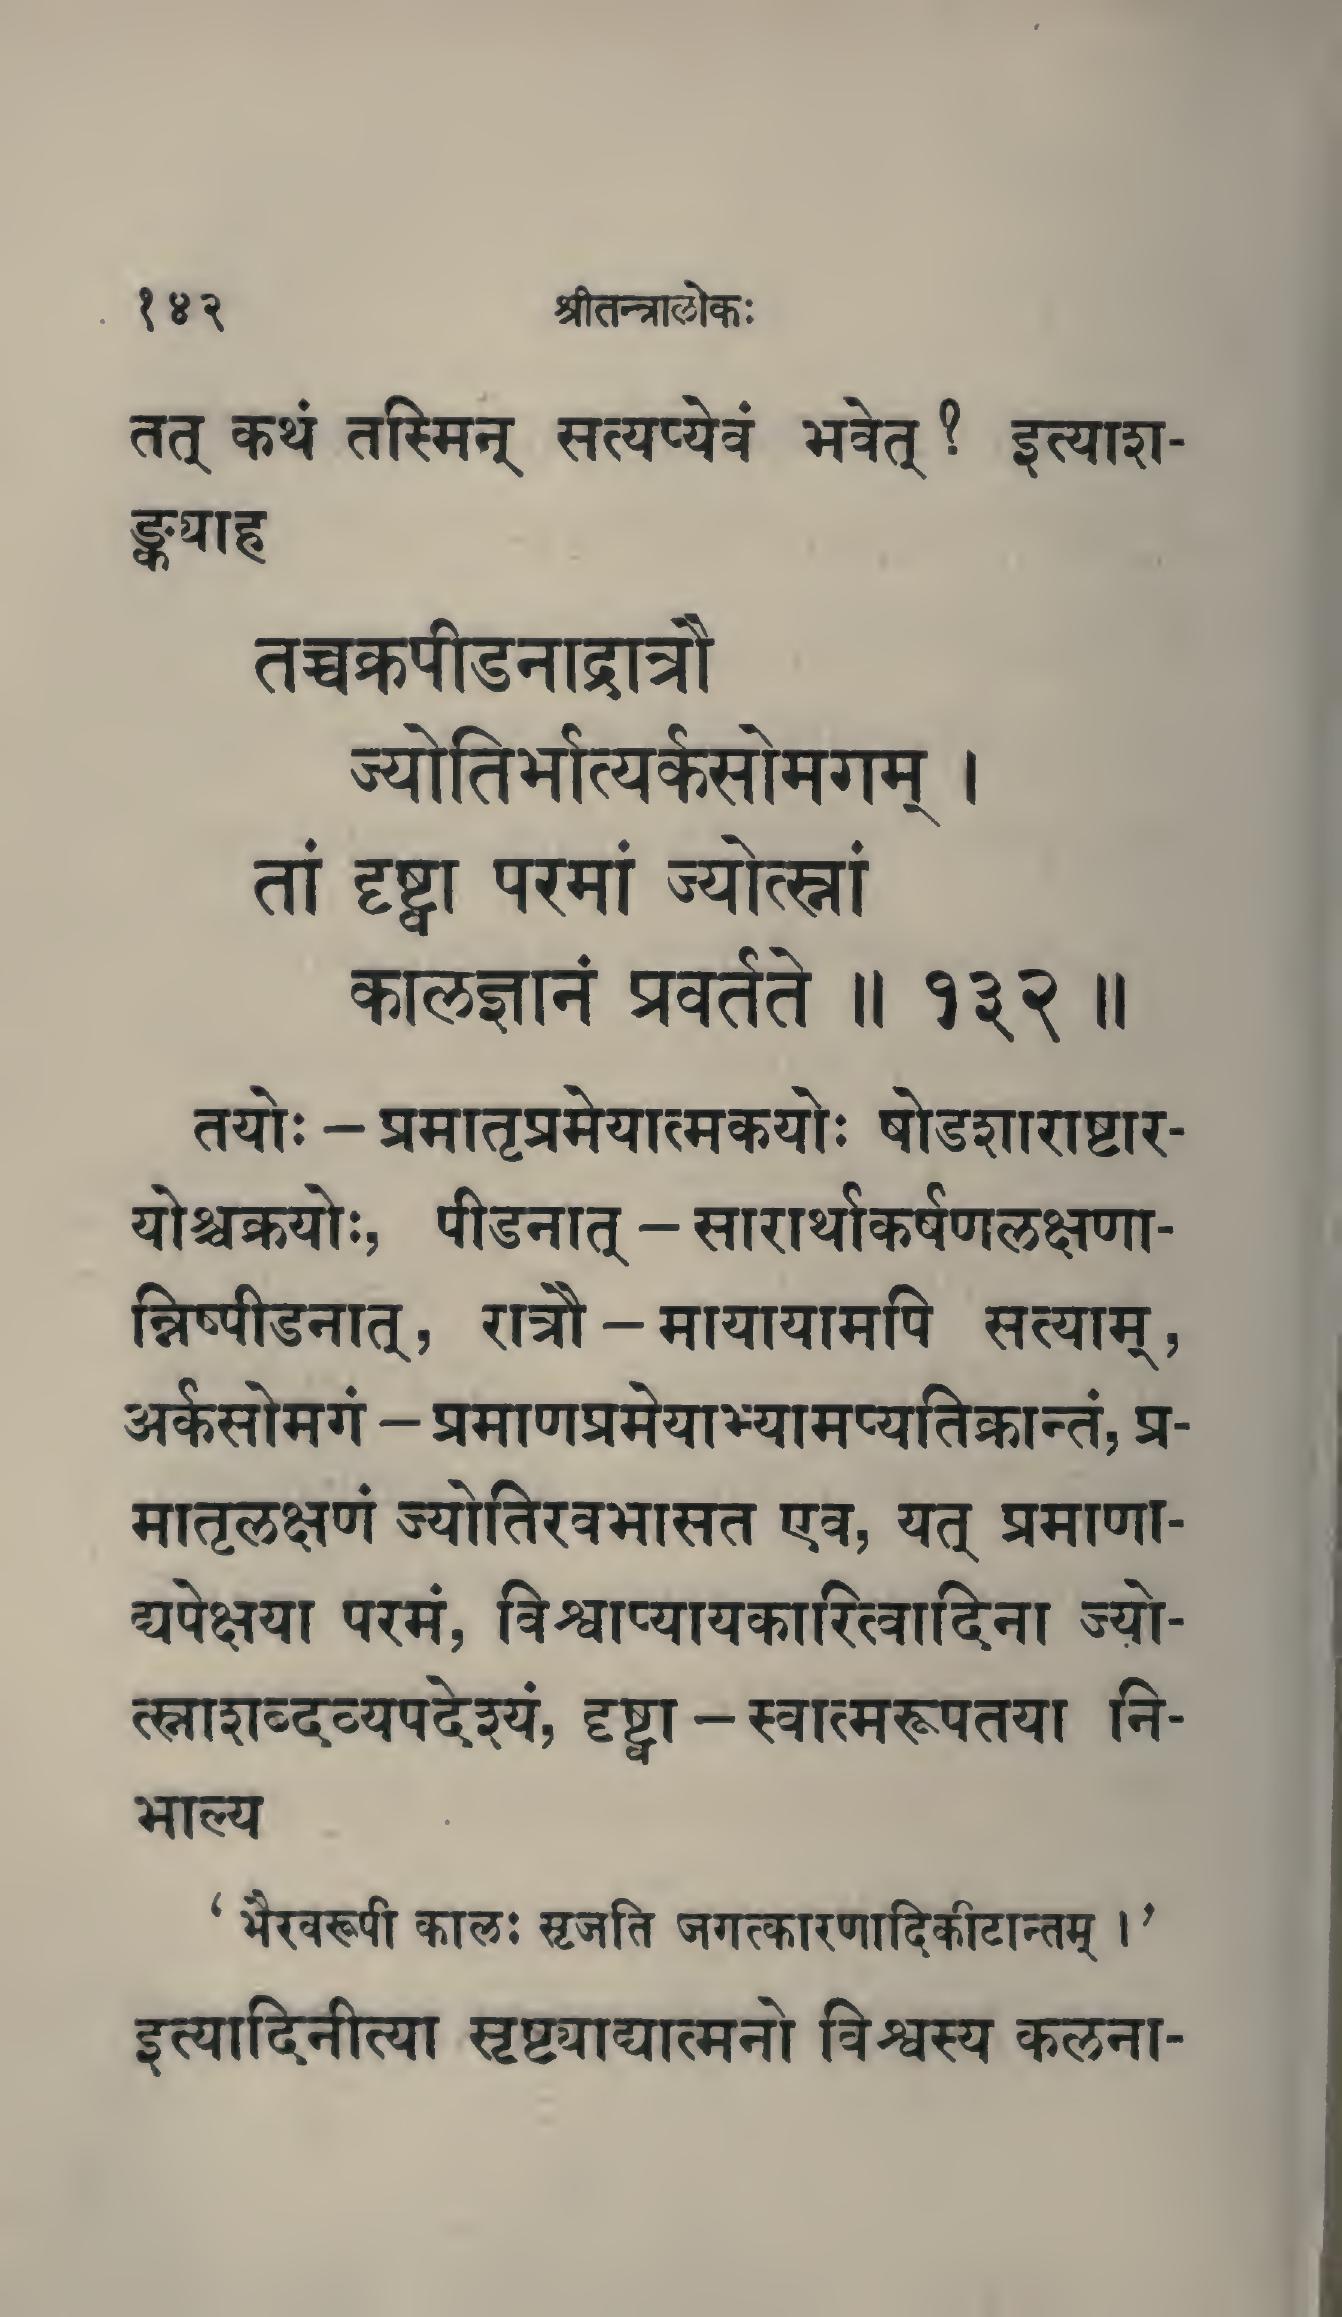 १४२ श्रीतन्त्रालोकः
तत् कथं तस्मिन् सत्यप्येवं भवेत् ? इत्याश-
ङ्क्याह
तच्चक्रपीडनाद्रात्रौ
ज्योतिर्भात्यर्कसोमगम् ।
तां दृष्ट्वा परमां ज्योत्स्नां
कालज्ञानं प्रवर्तते ॥ १३२ ॥
तयोः – प्रमातृप्रमेयात्मकयोः षोडशाराष्टार-
योश्चक्रयोः, पीडनात् – सारार्थाकर्षणलक्षणा-
न्निष्पीडनात्, रात्रौ – मायायामपि सत्याम्,
अर्कसोमगं – प्रमाणप्रमेयाभ्यामप्यतिक्रान्तं, प्र-
मातृलक्षणं ज्योतिरवभासत एव, यत् प्रमाणा-
द्यपेक्षया परमं, विश्वाप्यायकारित्वादिना ज्यो-
त्स्नाशब्दव्यपदेश्यं, दृष्ट्वा – स्वात्मरूपतया नि-
भाल्य
‘ भैरवरूपी कालः सृजति जगत्कारणादिकीटान्तम् । ’
इत्यादिनीत्या सृष्ट्याद्यात्मनो विश्वस्य कलना-